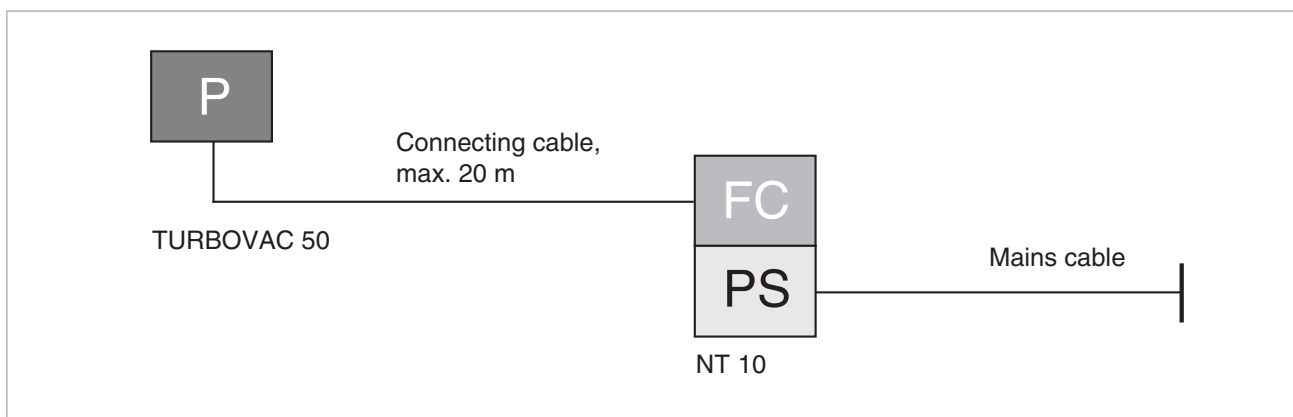 P
Connecting cable,
max. 20 m
FC
TURBOVAC 50
Mains cable
PS
NT 10